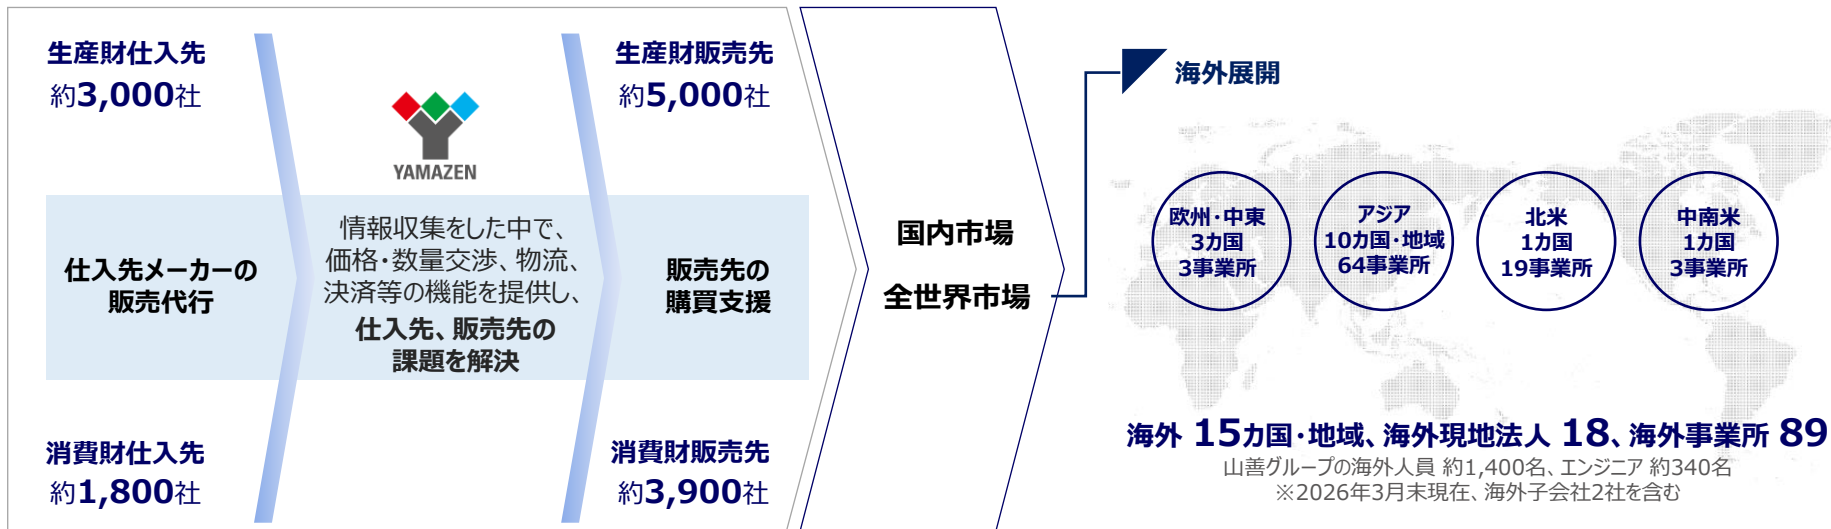 生産財仕入先
約3,000社
仕入先メーカーの
販売代行
消費財仕入先
約1,800社
YAMAZEN
情報収集をした中で、
価格・数量交渉、物流、
決済等の機能を提供し、
仕入先、販売先の
課題を解決
生産財販売先
約5,000社
販売先の
購買支援
消費財販売先
約3,900社
国内市場
全世界市場
海外展開
欧州・中東
3カ国
3事業所
アジア
10カ国・地域
64事業所
北米
1カ国
19事業所
中南米
1カ国
3事業所
海外 15カ国・地域、海外現地法人 18、海外事業所 89
山善グループの海外人員 約1,400名、エンジニア 約340名
※2026年3月末現在、海外子会社2社を含む